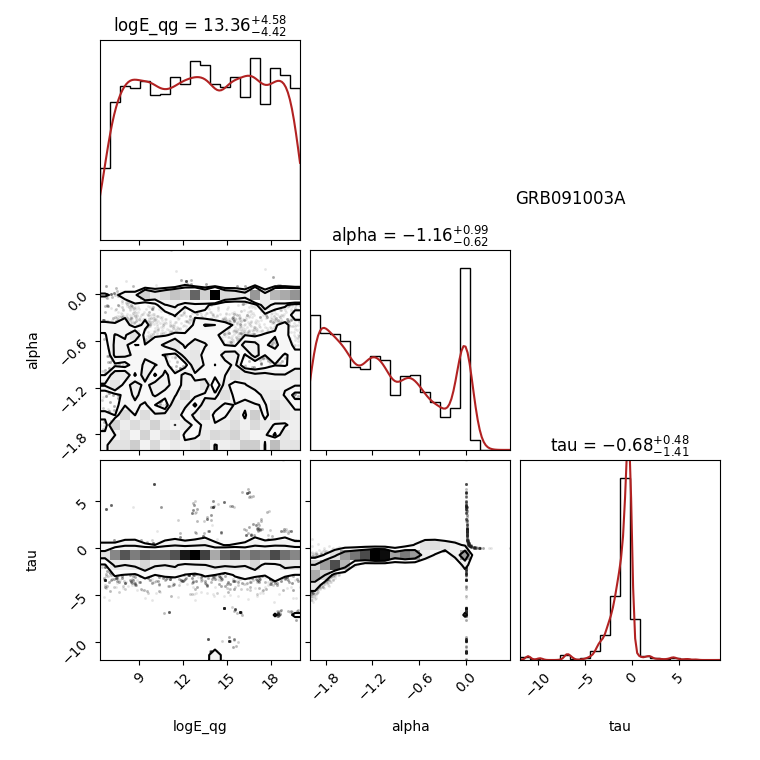 logE_qg = 13.36$^{+4.58}_{-4.42}$
GRB091003A
alpha = −1.16$^{+0.99}_{-0.62}$
alpha
0.0
−0.6
−1.2
−1.8
tau = −0.68$^{+0.48}_{-1.41}$
tau
5
0
−5
−10
9 12 15 18 −1.8 −1.2 −0.6 0.0 −10 −5 0 5
logE_qg alpha tau